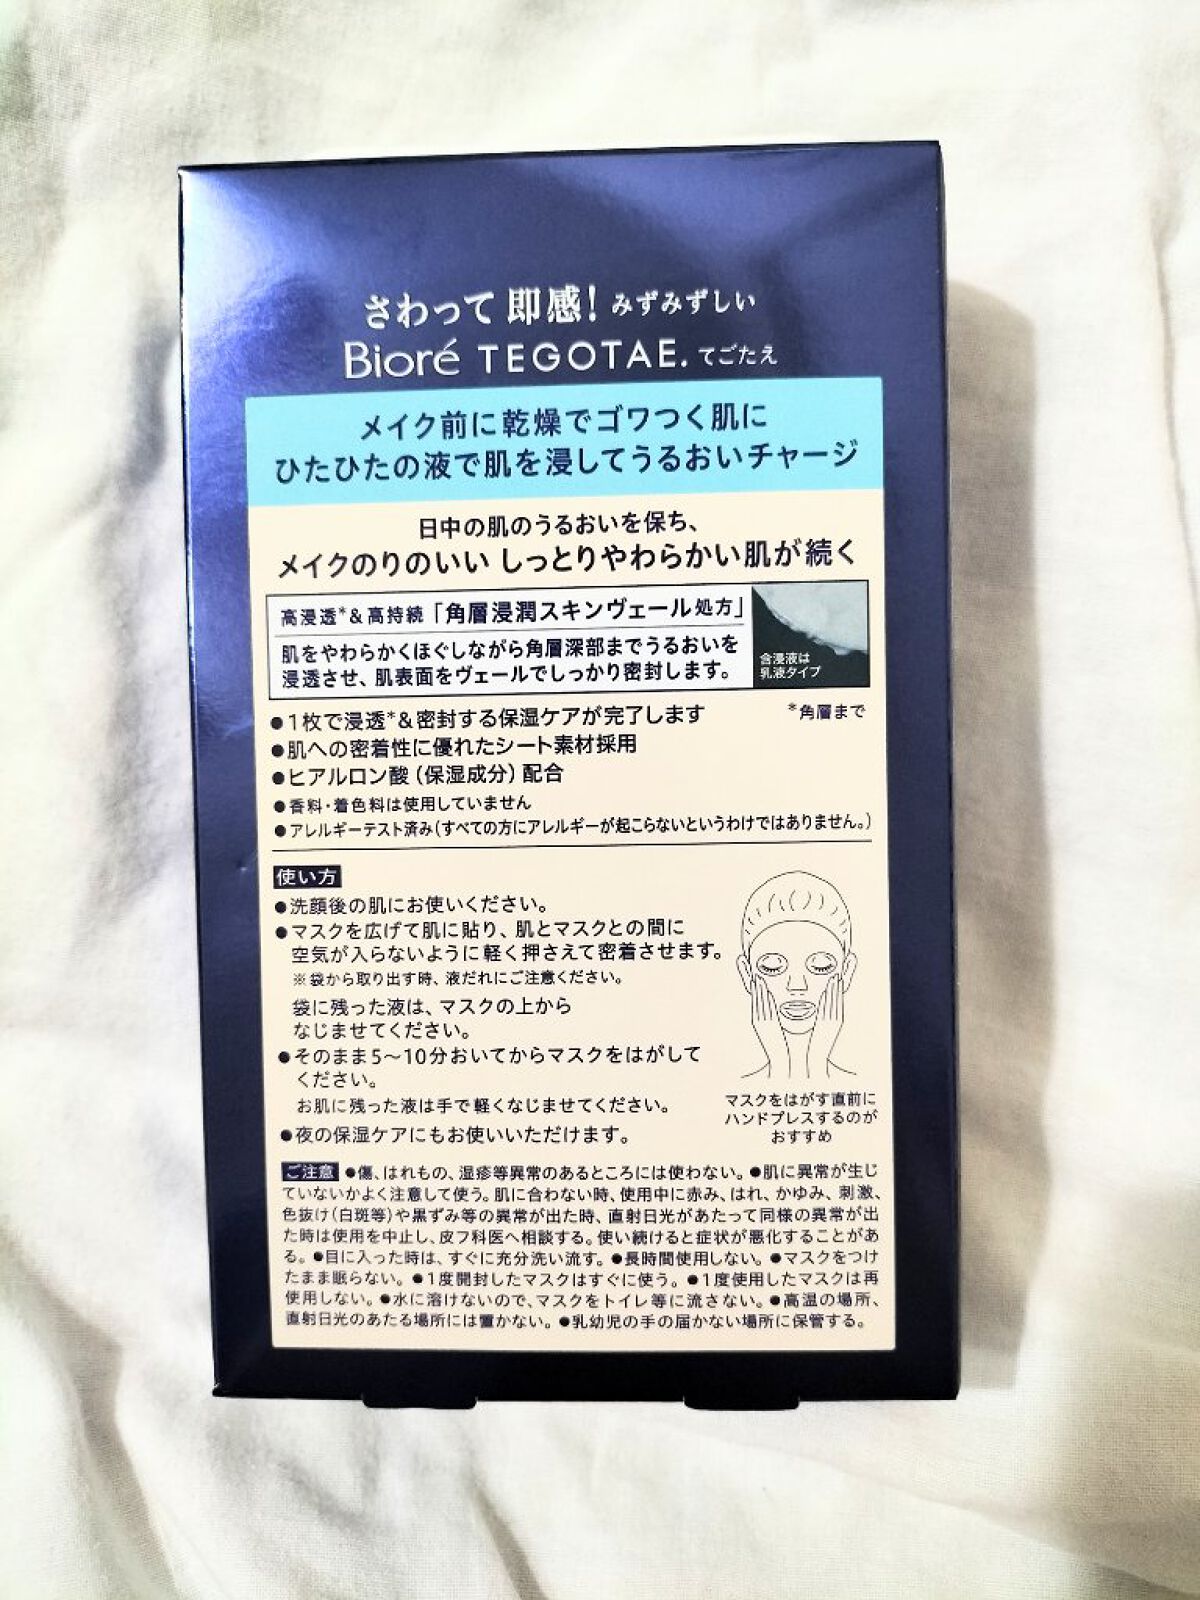 さわって 即感! みずみずしい
Bioré TEGOTAE. てごたえ
メイク前に乾燥でゴワつく肌に
ひたひたの液で肌を浸してうるおいチャージ
日中の肌のうるおいを保ち、
メイクのりのいい しっとりやわらかい肌が続く
高浸透*&高持続「角層浸潤スキンヴェール処方」
肌をやわらかくほぐしながら角層深部までうるおいを
浸透させ、肌表面をヴェールでしっかり密封します。
含浸液は
乳液タイプ
*角層まで
●1枚で浸透*&密封する保湿ケアが完了します
●肌への密着性に優れたシート素材採用
●ヒアルロン酸(保湿成分)配合
●香料・着色料は使用していません
●アレルギーテスト済み(すべての方にアレルギーが起こらないというわけではありません。)
使い方
●洗顔後の肌にお使いください。
●マスクを広げて肌に貼り、肌とマスクとの間に
空気が入らないように軽く押さえて密着させます。
※袋から取り出す時、液だれにご注意ください。
袋に残った液は、マスクの上から
なじませてください。
●そのまま5〜10分おいてからマスクをはがして
ください。
お肌に残った液は手で軽くなじませてください。
●夜の保湿ケアにもお使いいただけます。
マスクをはがす直前に
ハンドプレスするのが
おすすめ
ご注意 ●傷、はれもの、湿疹等異常のあるところには使わない。●肌に異常が生じ
ていないかよく注意して使う。肌に合わない時、使用中に赤み、はれ、かゆみ、刺激、
色抜け(白斑等)や黒ずみ等の異常が出た時、直射日光があたって同様の異常が出
た時は使用を中止し、皮フ科医へ相談する。使い続けると症状が悪化することがあ
る。●目に入った時は、すぐに充分洗い流す。●長時間使用しない。●マスクをつけ
たまま眠らない。●1度開封したマスクはすぐに使う。●1度使用したマスクは再
使用しない。●水に溶けないので、マスクをトイレ等に流さない。●高温の場所、
直射日光のあたる場所には置かない。●乳幼児の手の届かない場所に保管する。